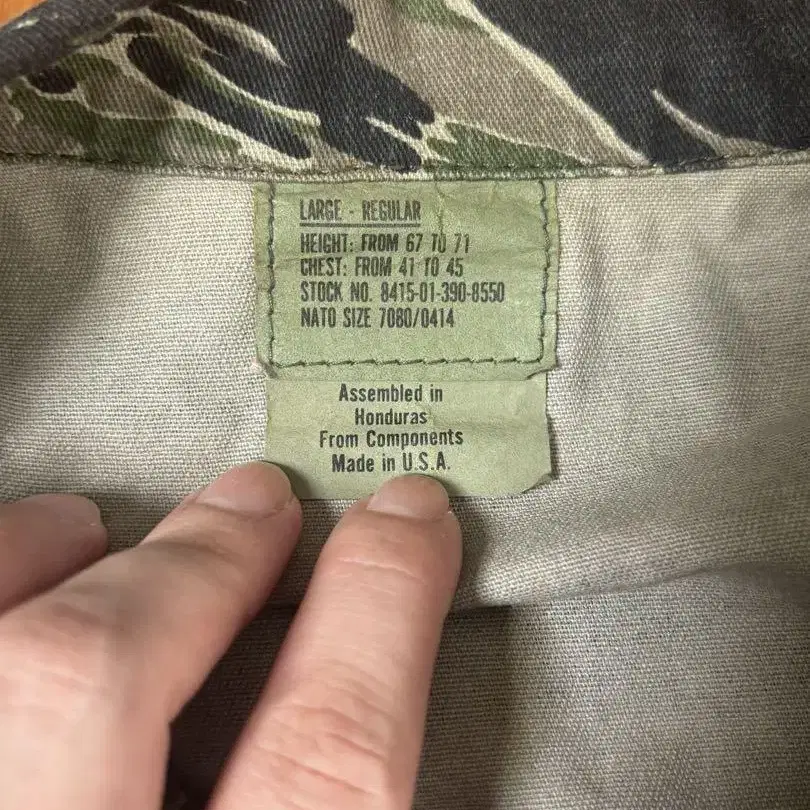 LARGE - REGULAR
HEIGHT: FROM 67 TO 71
CHEST: FROM 41 TO 45
STOCK NO. 8415-01-390-8550
NATO SIZE 7080/0414
Assembled in
Honduras
From Components
Made in U.S.A.